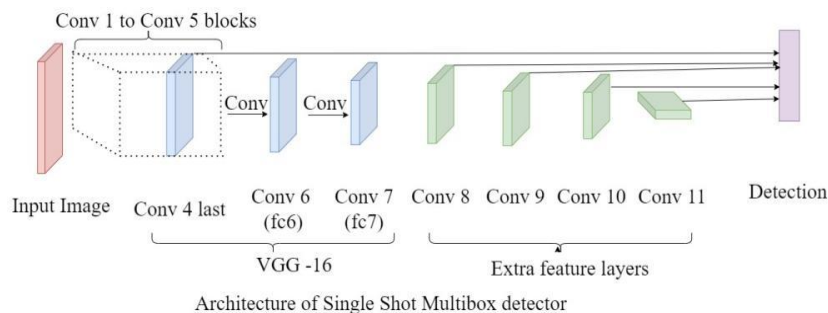 Conv 1 to Conv 5 blocks
Conv
Conv
Input Image
Conv 4 last
Conv 6
(fc6)
Conv 7
(fc7)
Conv 8
Conv 9
Conv 10
Conv 11
Detection
VGG -16
Extra feature layers
Architecture of Single Shot Multibox detector